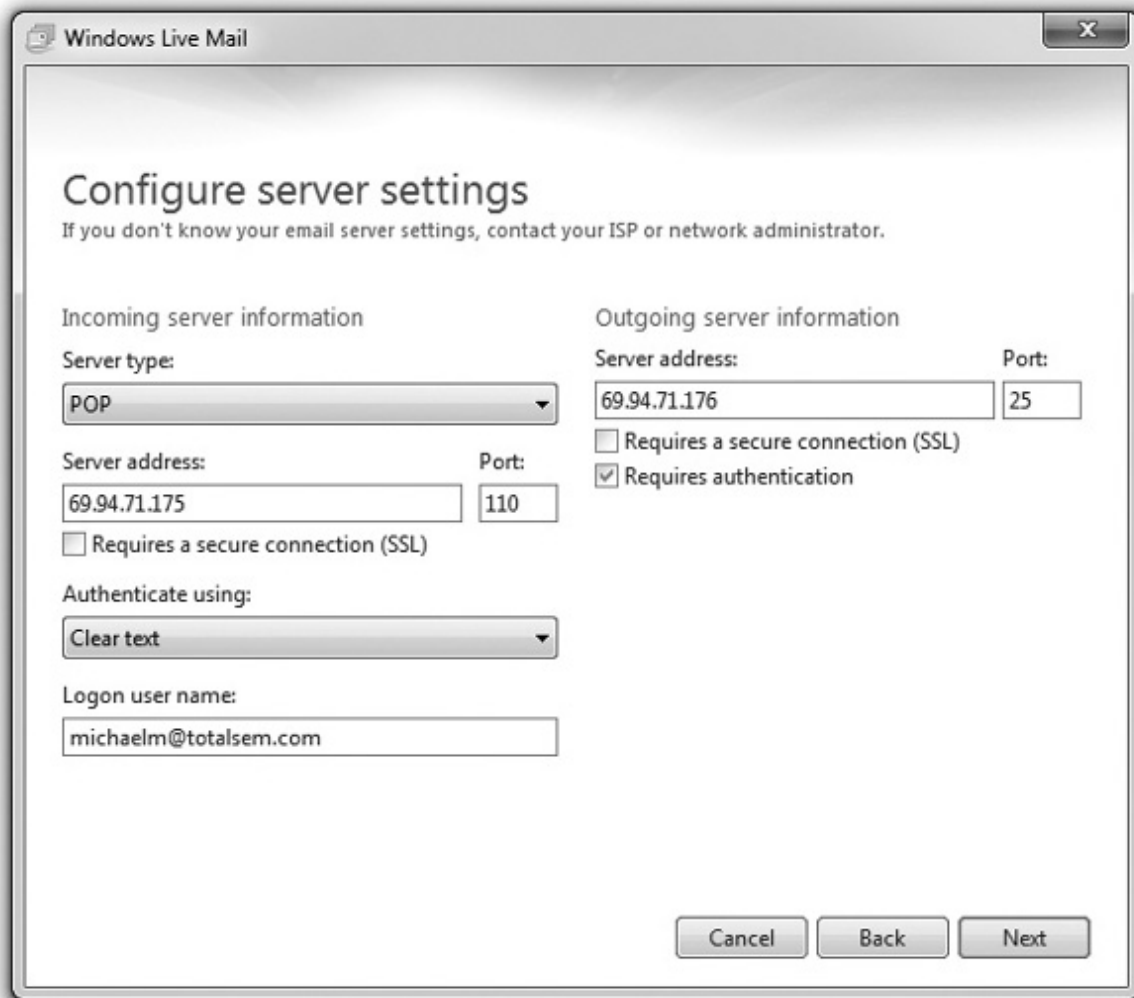 Windows Live Mail
Configure server settings
If you don't know your email server settings, contact your ISP or network administrator.
Incoming server information
Server type:
POP
Server address: Port:
69.94.71.175 110
Requires a secure connection (SSL)
Authenticate using:
Clear text
Logon user name:
michaelm@totalsem.com
Outgoing server information
Server address: Port:
69.94.71.176 25
Requires a secure connection (SSL)
Requires authentication
Cancel Back Next